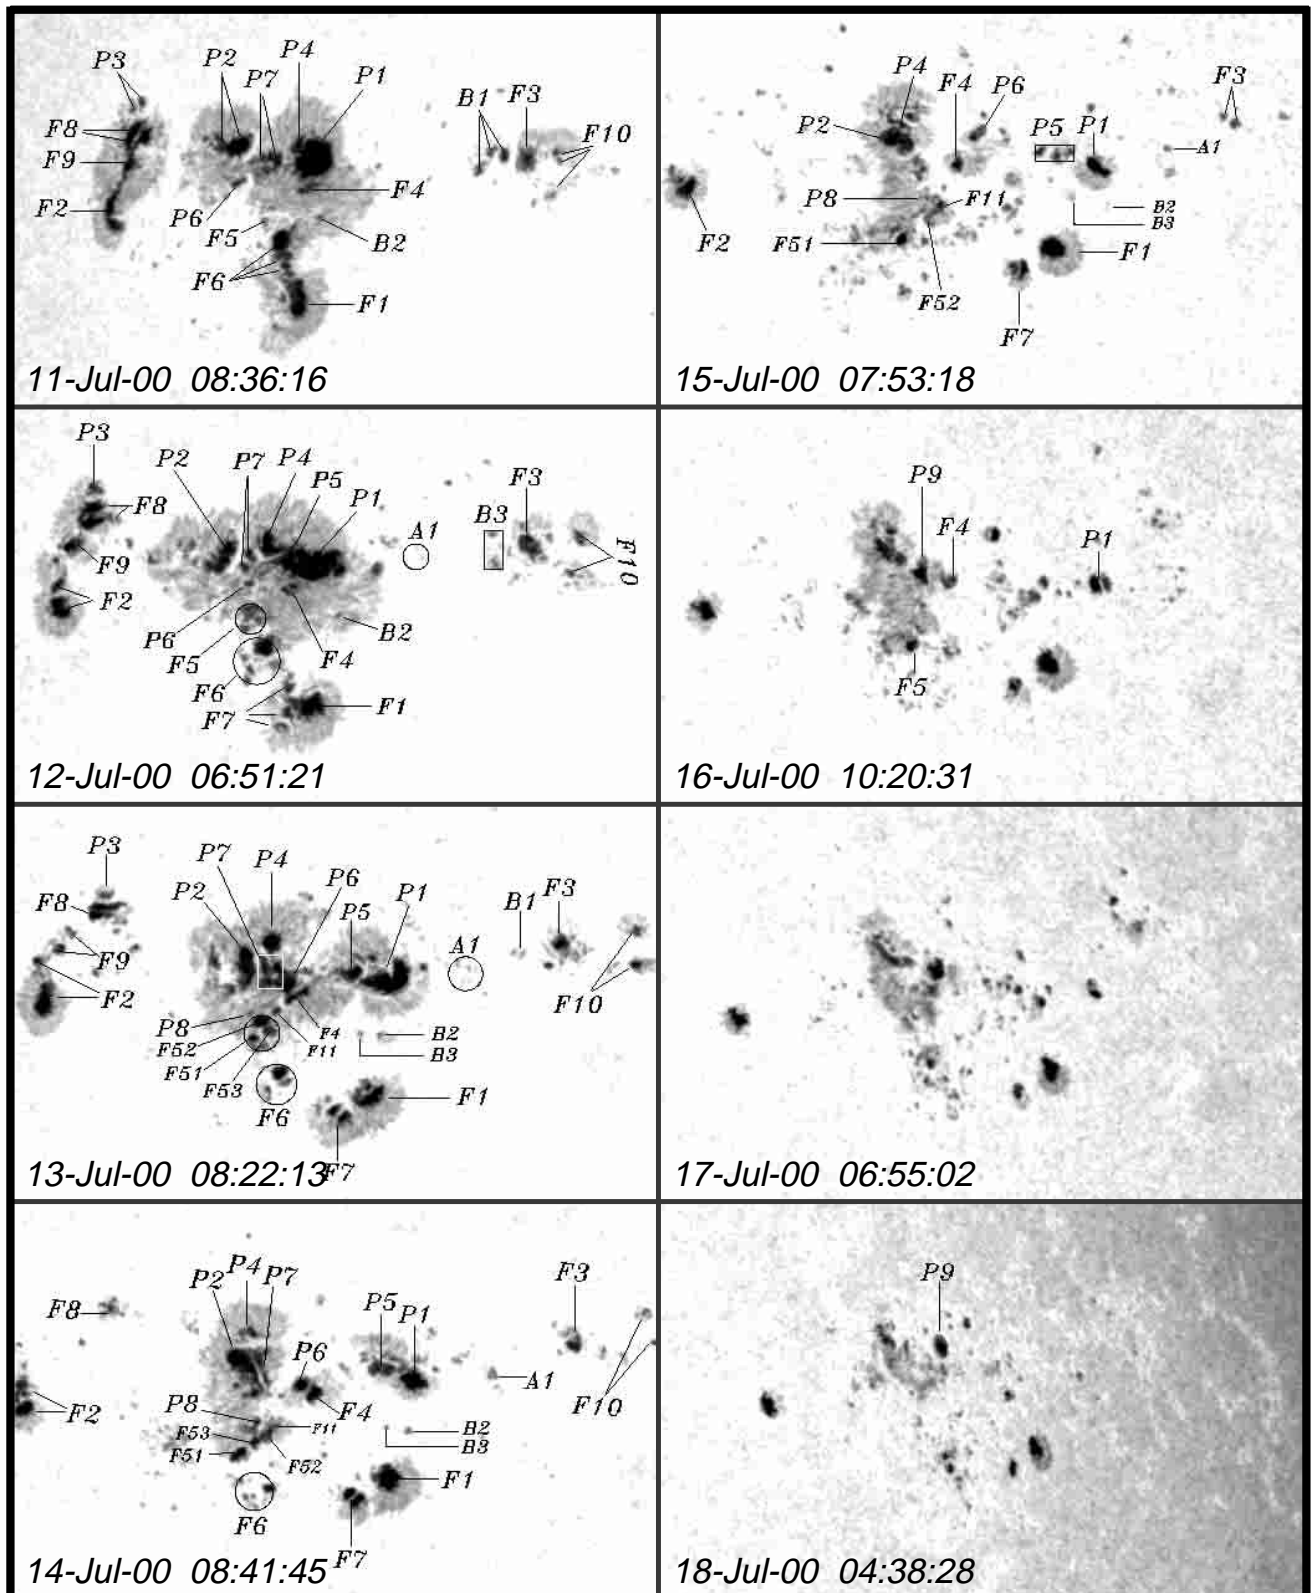 P3
P2
P7
P4
P1
B1
F3
F10
F8
F9
F2
P6
F5
F4
B2
F6
F1
11-Jul-00 08:36:16
P4
F4
P6
F3
P2
P5
P1
A1
P8
F11
B2
B3
F2
F51
F1
F52
F7
15-Jul-00 07:53:18
P3
P2
P7
P4
P5
P1
A1
B3
F3
F8
F10
F9
F2
P6
F5
F4
B2
F6
F7
F1
12-Jul-00 06:51:21
P9
F4
P1
F5
16-Jul-00 10:20:31
P3
P7
P4
P6
P2
P5
P1
B1
F3
F8
A1
F9
F2
F10
P8
F4
B2
F52
F11
B3
F51
F53
F6
F1
F7
13-Jul-00 08:22:13
17-Jul-00 06:55:02
P2
P4
P7
F3
F8
P5
P1
P6
A1
F2
F4
F10
P8
F11
B2
F53
B3
F51
F52
F1
F6
F7
14-Jul-00 08:41:45
P9
18-Jul-00 04:38:28